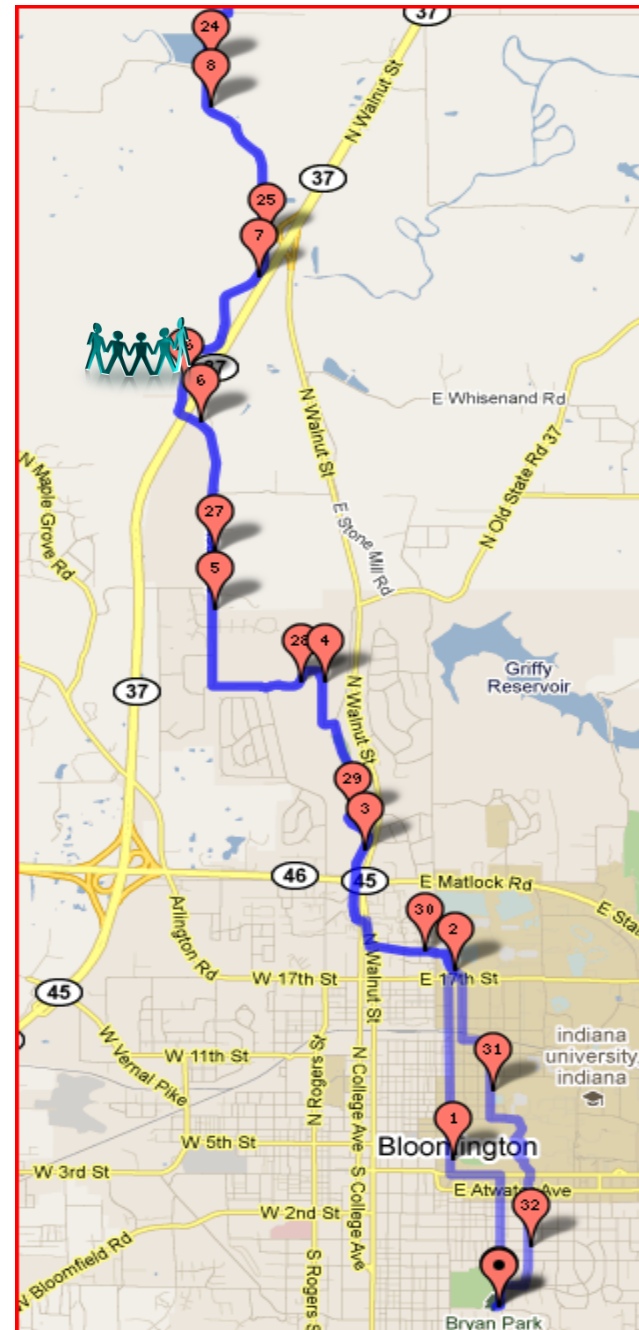 37
24
8
N Walnut St
37
25
7
37
6
E Whisenand Rd
N Walnut St
N Maple Grove Rd
N Old State Rd 37
27
E Stone Mill Rd
5
28
4
Griffy
Reservoir
37
N Walnut St
29
3
46
45
E Matlock Rd
Arlington Rd
30
2
W 17th St
E 17th St
N Walnut St
45
W Vernal Pike
W 11th St
N Rogers St
N College Ave
31
indiana
university,
indiana
1
W 5th St
Bloomington
W 3rd St
S College Ave
E Atwater Ave
W 2nd St
32
N Bloomfield Rd
S Rogers S
Bryan Park